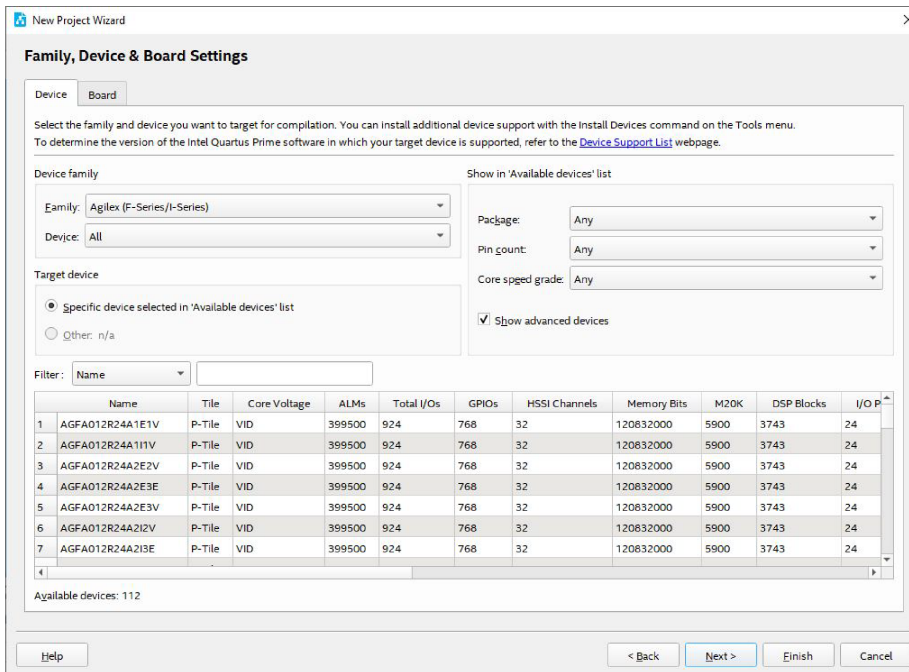 New Project Wizard
Family, Device & Board Settings
Device Board
Select the family and device you want to target for compilation. You can install additional device support with the Install Devices command on the Tools menu.
To determine the version of the Intel Quartus Prime software in which your target device is supported, refer to the Device Support List webpage.
Device family
Family: Agilex (F-Series/I-Series)
Device: All
Show in 'Available devices' list
Package: Any
Pin count: Any
Core speed grade: Any
Show advanced devices
Target device
Specific device selected in 'Available devices' list
Other: n/a
Filter: Name
Name Tile Core Voltage ALMs Total I/Os GPIOs HSSI Channels Memory Bits M20K DSP Blocks I/O P
1 AGFA012R24A1E1V P-Tile VID 399500 924 768 32 120832000 5900 3743 24
2 AGFA012R24A1I1V P-Tile VID 399500 924 768 32 120832000 5900 3743 24
3 AGFA012R24A2E2V P-Tile VID 399500 924 768 32 120832000 5900 3743 24
4 AGFA012R24A2E3E P-Tile VID 399500 924 768 32 120832000 5900 3743 24
5 AGFA012R24A2E3V P-Tile VID 399500 924 768 32 120832000 5900 3743 24
6 AGFA012R24A2I2V P-Tile VID 399500 924 768 32 120832000 5900 3743 24
7 AGFA012R24A2I3E P-Tile VID 399500 924 768 32 120832000 5900 3743 24
Available devices: 112
Help < Back Next > Finish Cancel